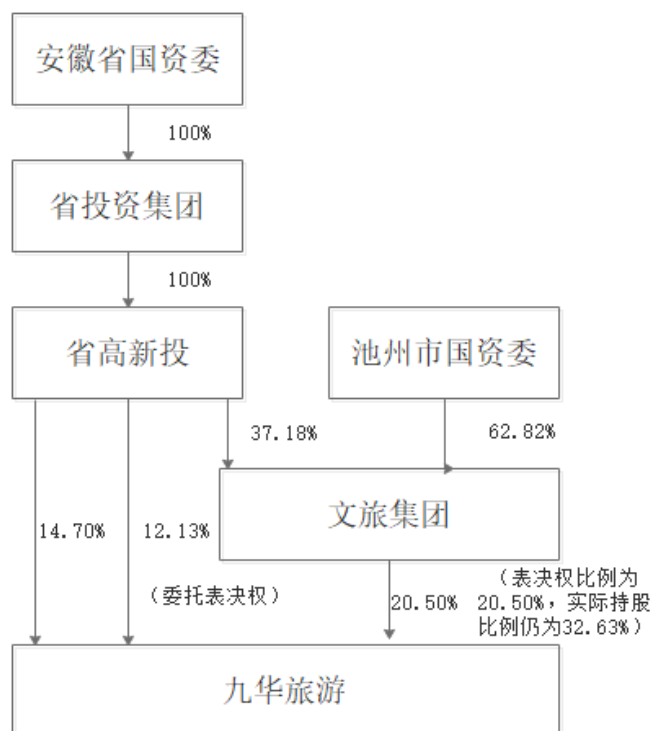 安徽省国资委
100%
省投资集团
100%
省高新投
池州市国资委
37.18%
62.82%
文旅集团
14.70%
12.13%
（委托表决权）
20.50%
（表决权比例为
20.50%，实际持股
比例仍为32.63%）
九华旅游